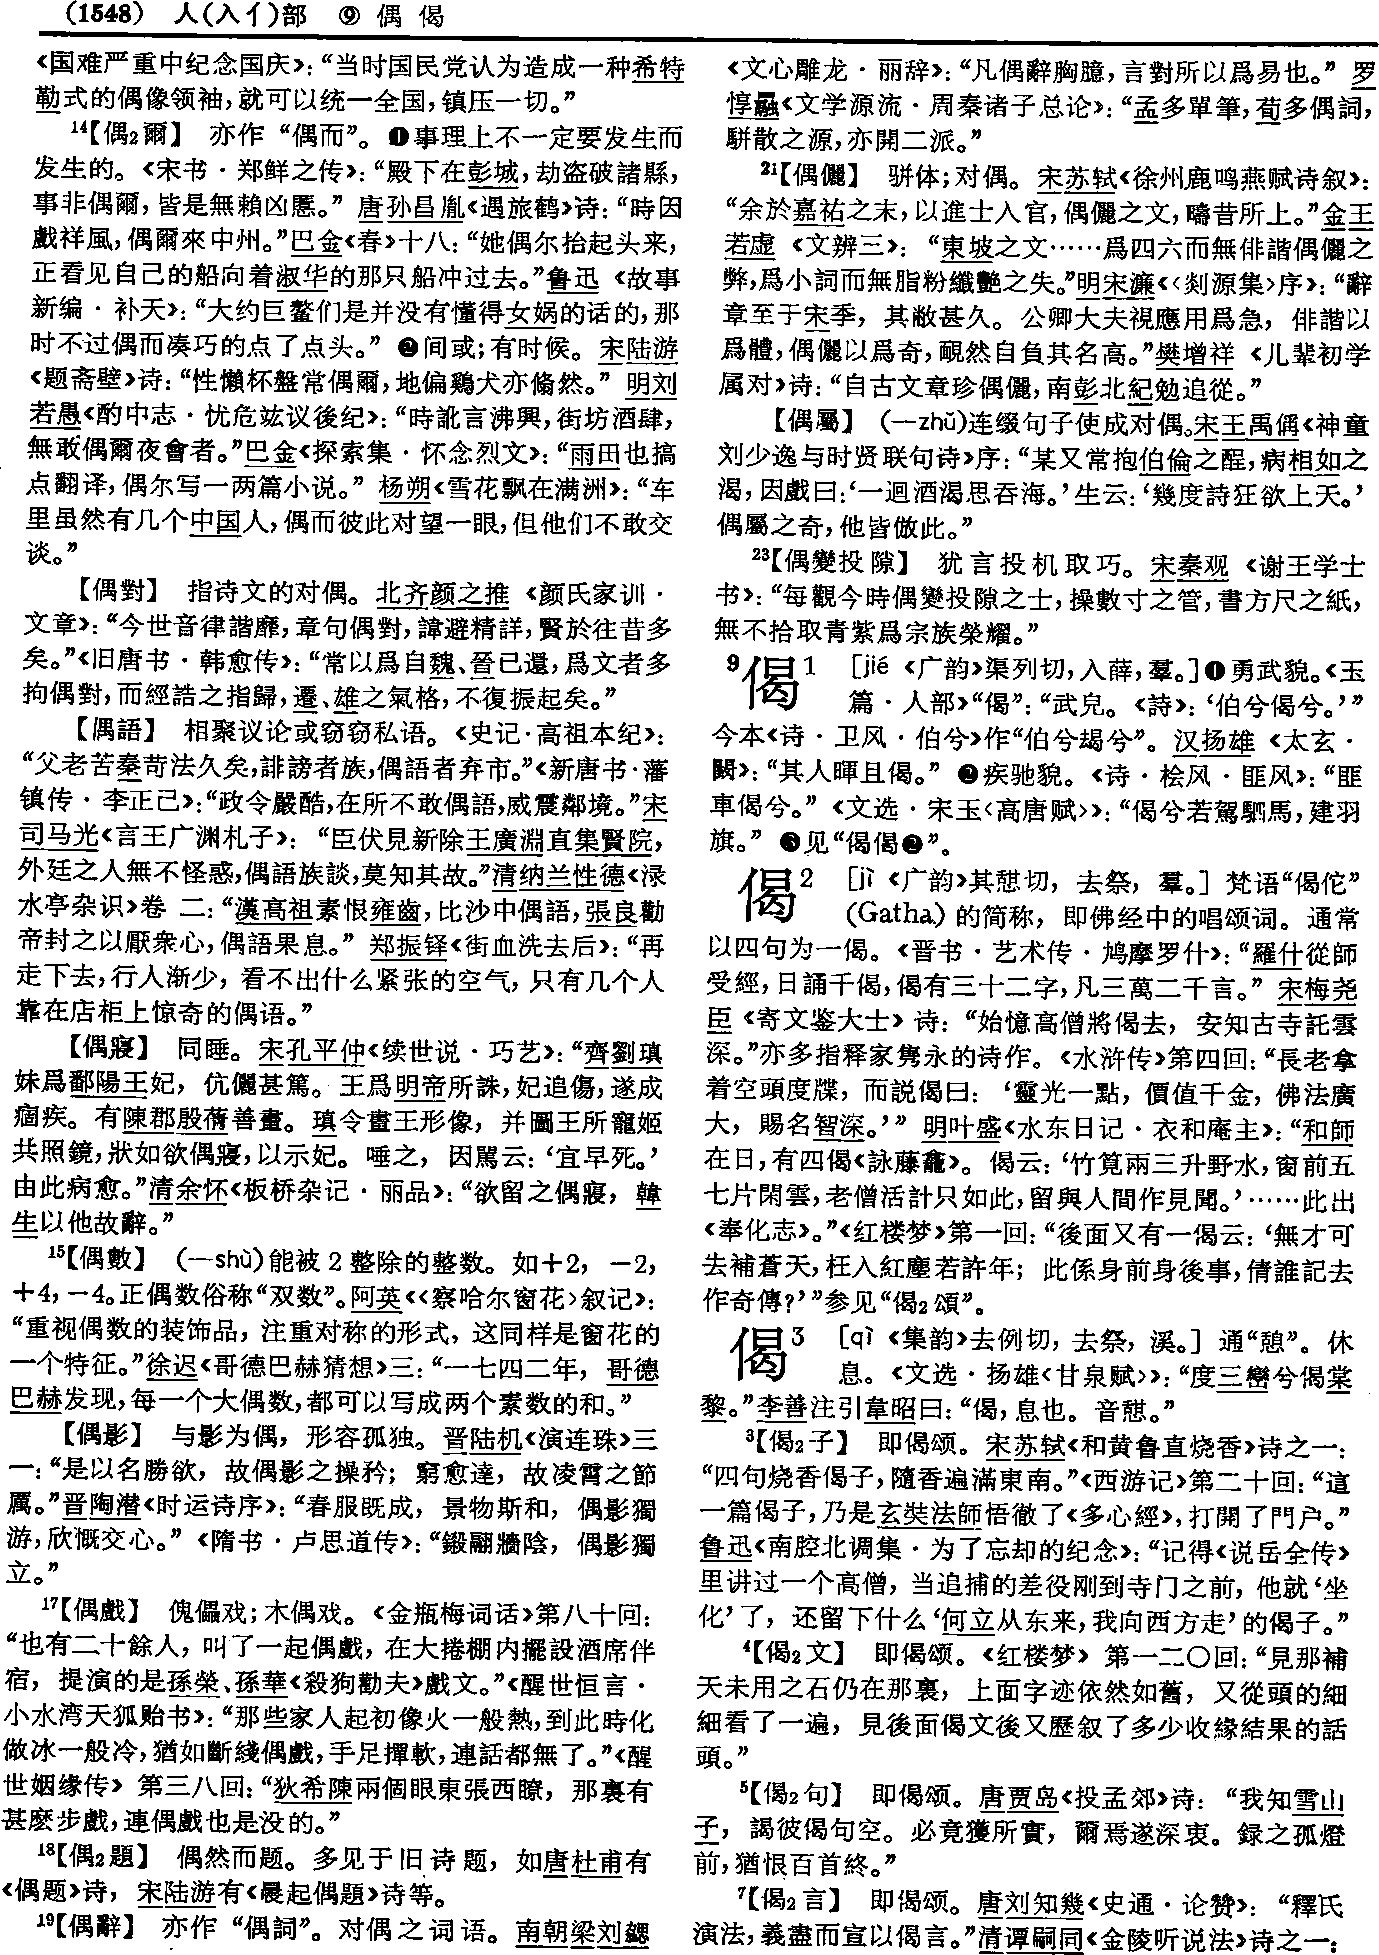 （1548） 人(入亻)部 ⑨ 偶 偈
《国难严重中纪念国庆》：“当时国民党认为造成一种希特
勒式的偶像领袖，就可以统一全国，镇压一切。”
14【偶₂爾】 亦作“偶而”。❶事理上不一定要发生而
发生的。《宋书·郑鲜之传》：“殿下在彭城，劫盗破諸縣，
事非偶爾，皆是無賴凶慝。” 唐孙昌胤《遇旅鹤》诗：“時因
戲祥風，偶爾來中州。”巴金《春》十八：“她偶尔抬起头来，
正看见自己的船向着淑华的那只船冲过去。”鲁迅《故事
新编·补天》：“大约巨鳌们是并没有懂得女娲的话的，那
时不过偶而凑巧的点了点头。” ❷间或；有时候。 宋陆游
《题斋壁》诗：“性懶杯盤常偶爾，地偏鷄犬亦翛然。” 明刘
若愚《酌中志·忧危竑议後纪》：“時訛言沸興，街坊酒肆，
無敢偶爾夜會者。”巴金《探索集·怀念烈文》：“雨田也搞
点翻译，偶尔写一两篇小说。” 杨朔《雪花飘在满洲》：“车
里虽然有几个中国人，偶而彼此对望一眼，但他们不敢交
谈。”
【偶對】 指诗文的对偶。北齐颜之推《颜氏家训·
文章》：“今世音律諧靡，章句偶對，諱避精詳，賢於往昔多
矣。”《旧唐书·韩愈传》：“常以爲自魏、晉已還，爲文者多
拘偶對，而經誥之指歸，遷、雄之氣格，不復振起矣。”
【偶語】 相聚议论或窃窃私语。《史记·高祖本纪》：
“父老苦秦苛法久矣，誹謗者族，偶語者弃市。”《新唐书·藩
镇传·李正己》：“政令嚴酷，在所不敢偶語，威震鄰境。”宋
司马光《言王广渊札子》：“臣伏見新除王廣淵直集賢院，
外廷之人無不怪惑，偶語族談，莫知其故。”清纳兰性德《渌
水亭杂识》卷 二：“漢高祖素恨雍齒，比沙中偶語，張良勸
帝封之以厭衆心，偶語果息。” 郑振铎《街血洗去后》：“再
走下去，行人渐少，看不出什么紧张的空气，只有几个人
靠在店柜上惊奇的偶语。”
【偶寢】 同睡。宋孔平仲《续世说·巧艺》：“齊劉瑱
妹爲鄱陽王妃，伉儷甚篤。王爲明帝所誅，妃追傷，遂成
痼疾。有陳郡殷蒨善畫。瑱令畫王形像，并圖王所寵姬
共照鏡，狀如欲偶寢，以示妃。唾之，因駡云：‘宜早死。’
由此病愈。”清余怀《板桥杂记·丽品》：“欲留之偶寢，韓
生以他故辭。”
15【偶數】 (一shù)能被2整除的整数。如+2，－2，
+4，－4。正偶数俗称“双数”。阿英《〈察哈尔窗花〉叙记》：
“重视偶数的装饰品，注重对称的形式，这同样是窗花的
一个特征。”徐迟《哥德巴赫猜想》三：“一七四二年，哥德
巴赫发现，每一个大偶数，都可以写成两个素数的和。”
【偶影】 与影为偶，形容孤独。晋陆机《演连珠》三
一：“是以名勝欲，故偶影之操矜；窮愈達，故凌霄之節
厲。”晋陶潜《时运诗序》：“春服既成，景物斯和，偶影獨
游，欣慨交心。”《隋书·卢思道传》：“鎩翮牆陰，偶影獨
立。”
17【偶戲】 傀儡戏；木偶戏。《金瓶梅词话》第八十回：
“也有二十餘人，叫了一起偶戲，在大捲棚内擺設酒席伴
宿，提演的是孫榮、孫華《殺狗勸夫》戲文。”《醒世恒言·
小水湾天狐贻书》：“那些家人起初像火一般熱，到此時化
做冰一般冷，猶如斷綫偶戲，手足撣軟，連話都無了。”《醒
世姻缘传》第三八回：“狄希陳兩個眼東張西瞭，那裏有
甚麽步戲，連偶戲也是没的。”
18【偶₂題】 偶然而题。多见于旧诗题，如唐杜甫有
《偶题》诗，宋陆游有《晨起偶題》诗等。
19【偶辭】 亦作“偶詞”。对偶之词语。南朝梁刘勰
《文心雕龙·丽辞》：“凡偶辭胸臆，言對所以爲易也。” 罗
惇曧《文学源流·周秦诸子总论》：“孟多單筆，荀多偶詞，
駢散之源，亦開二派。”
21【偶儷】 骈体；对偶。宋苏轼《徐州鹿鸣燕赋诗叙》：
“余於嘉祐之末，以進士入官，偶儷之文，疇昔所上。”金王
若虚《文辨三》：“東坡之文……爲四六而無俳諧偶儷之
弊，爲小詞而無脂粉纖艷之失。”明宋濂《〈剡源集〉序》：“辭
章至于宋季，其敝甚久。公卿大夫視應用爲急，俳諧以
爲體，偶儷以爲奇，靦然自負其名高。”樊增祥《儿辈初学
属对》诗：“自古文章珍偶儷，南彭北紀勉追從。”
【偶屬】 (一zhǔ)连缀句子使成对偶。宋王禹偁《神童
刘少逸与时贤联句诗》序：“某又常抱伯倫之酲，病相如之
渴，因戲曰：‘一迴酒渴思吞海。’生云：‘幾度詩狂欲上天。’
偶屬之奇，他皆倣此。”
23【偶變投隙】 犹言投机取巧。宋秦观《谢王学士
书》：“每觀今時偶變投隙之士，操數寸之管，書方尺之紙，
無不拾取青紫爲宗族榮耀。”
9偈1 [jié《广韵》渠列切，入薛，羣。]❶勇武貌。《玉
篇·人部》“偈”：“武皃。《詩》：‘伯兮偈兮。’”
今本《诗·卫风·伯兮》作“伯兮朅兮”。汉扬雄《太玄·
闞》：“其人暉且偈。” ❷疾驰貌。《诗·桧风·匪风》：“匪
車偈兮。”《文选·宋玉〈高唐赋〉》：“偈兮若駕駟馬，建羽
旗。” ❸见“偈偈❷”。
偈2 [jì《广韵》其憩切，去祭，羣。] 梵语“偈佗”
(Gatha)的简称，即佛经中的唱颂词。通常
以四句为一偈。《晋书·艺术传·鸠摩罗什》：“羅什從師
受經，日誦千偈，偈有三十二字，凡三萬二千言。” 宋梅尧
臣《寄文鉴大士》诗：“始憶高僧將偈去，安知古寺託雲
深。”亦多指释家隽永的诗作。《水浒传》第四回：“長老拿
着空頭度牒，而説偈曰：‘靈光一點，價值千金，佛法廣
大，賜名智深。’” 明叶盛《水东日记·衣和庵主》：“和師
在日，有四偈《詠藤龕》。偈云：‘竹筧兩三升野水，窗前五
七片閑雲，老僧活計只如此，留與人間作見聞。’……此出
《奉化志》。”《红楼梦》第一回：“後面又有一偈云：‘無才可
去補蒼天，枉入紅塵若許年；此係身前身後事，倩誰記去
作奇傳？’”参见“偈₂頌”。
偈3 [qì《集韵》去例切，去祭，溪。] 通“憩”。休
息。《文选·扬雄〈甘泉赋〉》：“度三巒兮偈棠
黎。”李善注引韋昭曰：“偈，息也。音憇。”
3【偈₂子】 即偈颂。宋苏轼《和黄鲁直烧香》诗之一：
“四句烧香偈子，隨香遍滿東南。”《西游记》第二十回：“這
一篇偈子，乃是玄奘法師悟徹了《多心經》，打開了門户。”
鲁迅《南腔北调集·为了忘却的纪念》：“记得《说岳全传》
里讲过一个高僧，当追捕的差役刚到寺门之前，他就‘坐
化’了，还留下什么‘何立从东来，我向西方走’的偈子。”
4【偈₂文】 即偈颂。《红楼梦》第一二〇回：“見那補
天未用之石仍在那裏，上面字迹依然如舊，又從頭的細
細看了一遍，見後面偈文後又歷叙了多少收緣結果的話
頭。”
5【偈₂句】 即偈颂。唐贾岛《投孟郊》诗：“我知雪山
子，謁彼偈句空。必竟獲所實，爾焉遂深衷。録之孤燈
前，猶恨百首終。”
7【偈₂言】 即偈颂。唐刘知幾《史通·论赞》：“釋氏
演法，義盡而宣以偈言。”清谭嗣同《金陵听说法》诗之一：